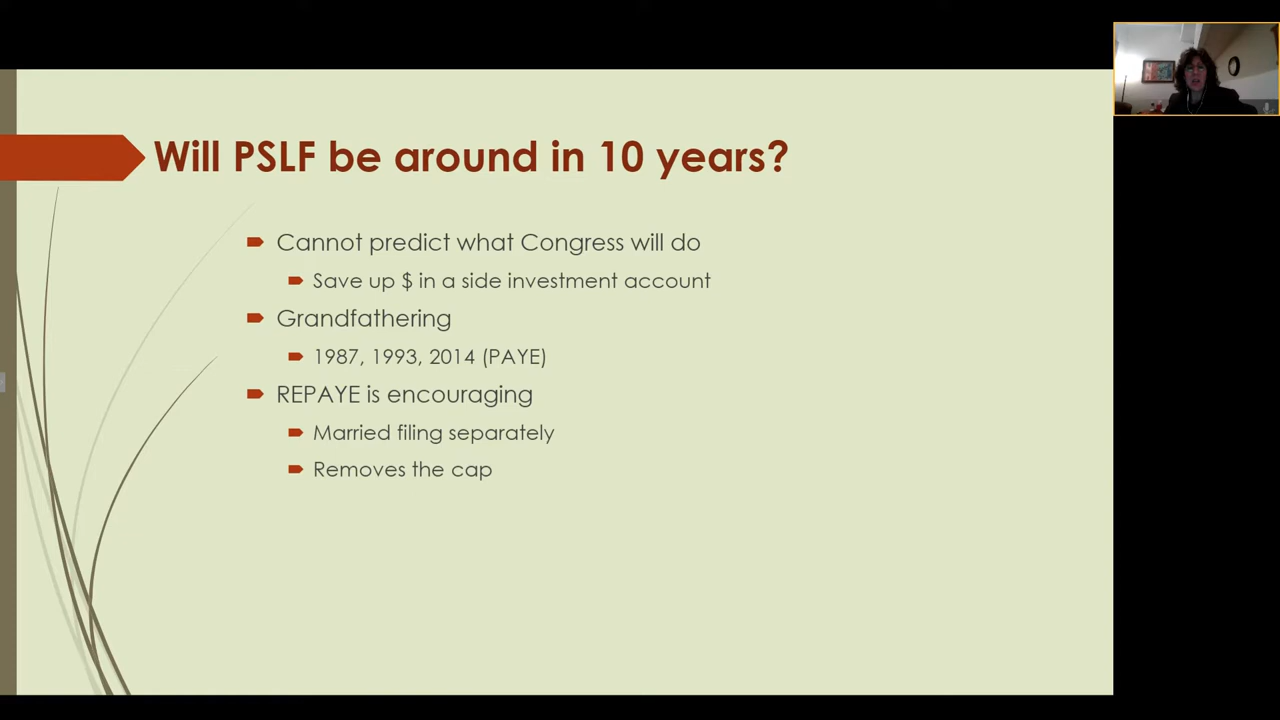 Will PSLF be around in 10 years?
Cannot predict what Congress will do
Save up $ in a side investment account
Grandfathering
1987, 1993, 2014 (PAYE)
REPAYE is encouraging
Married filing separately
Removes the cap